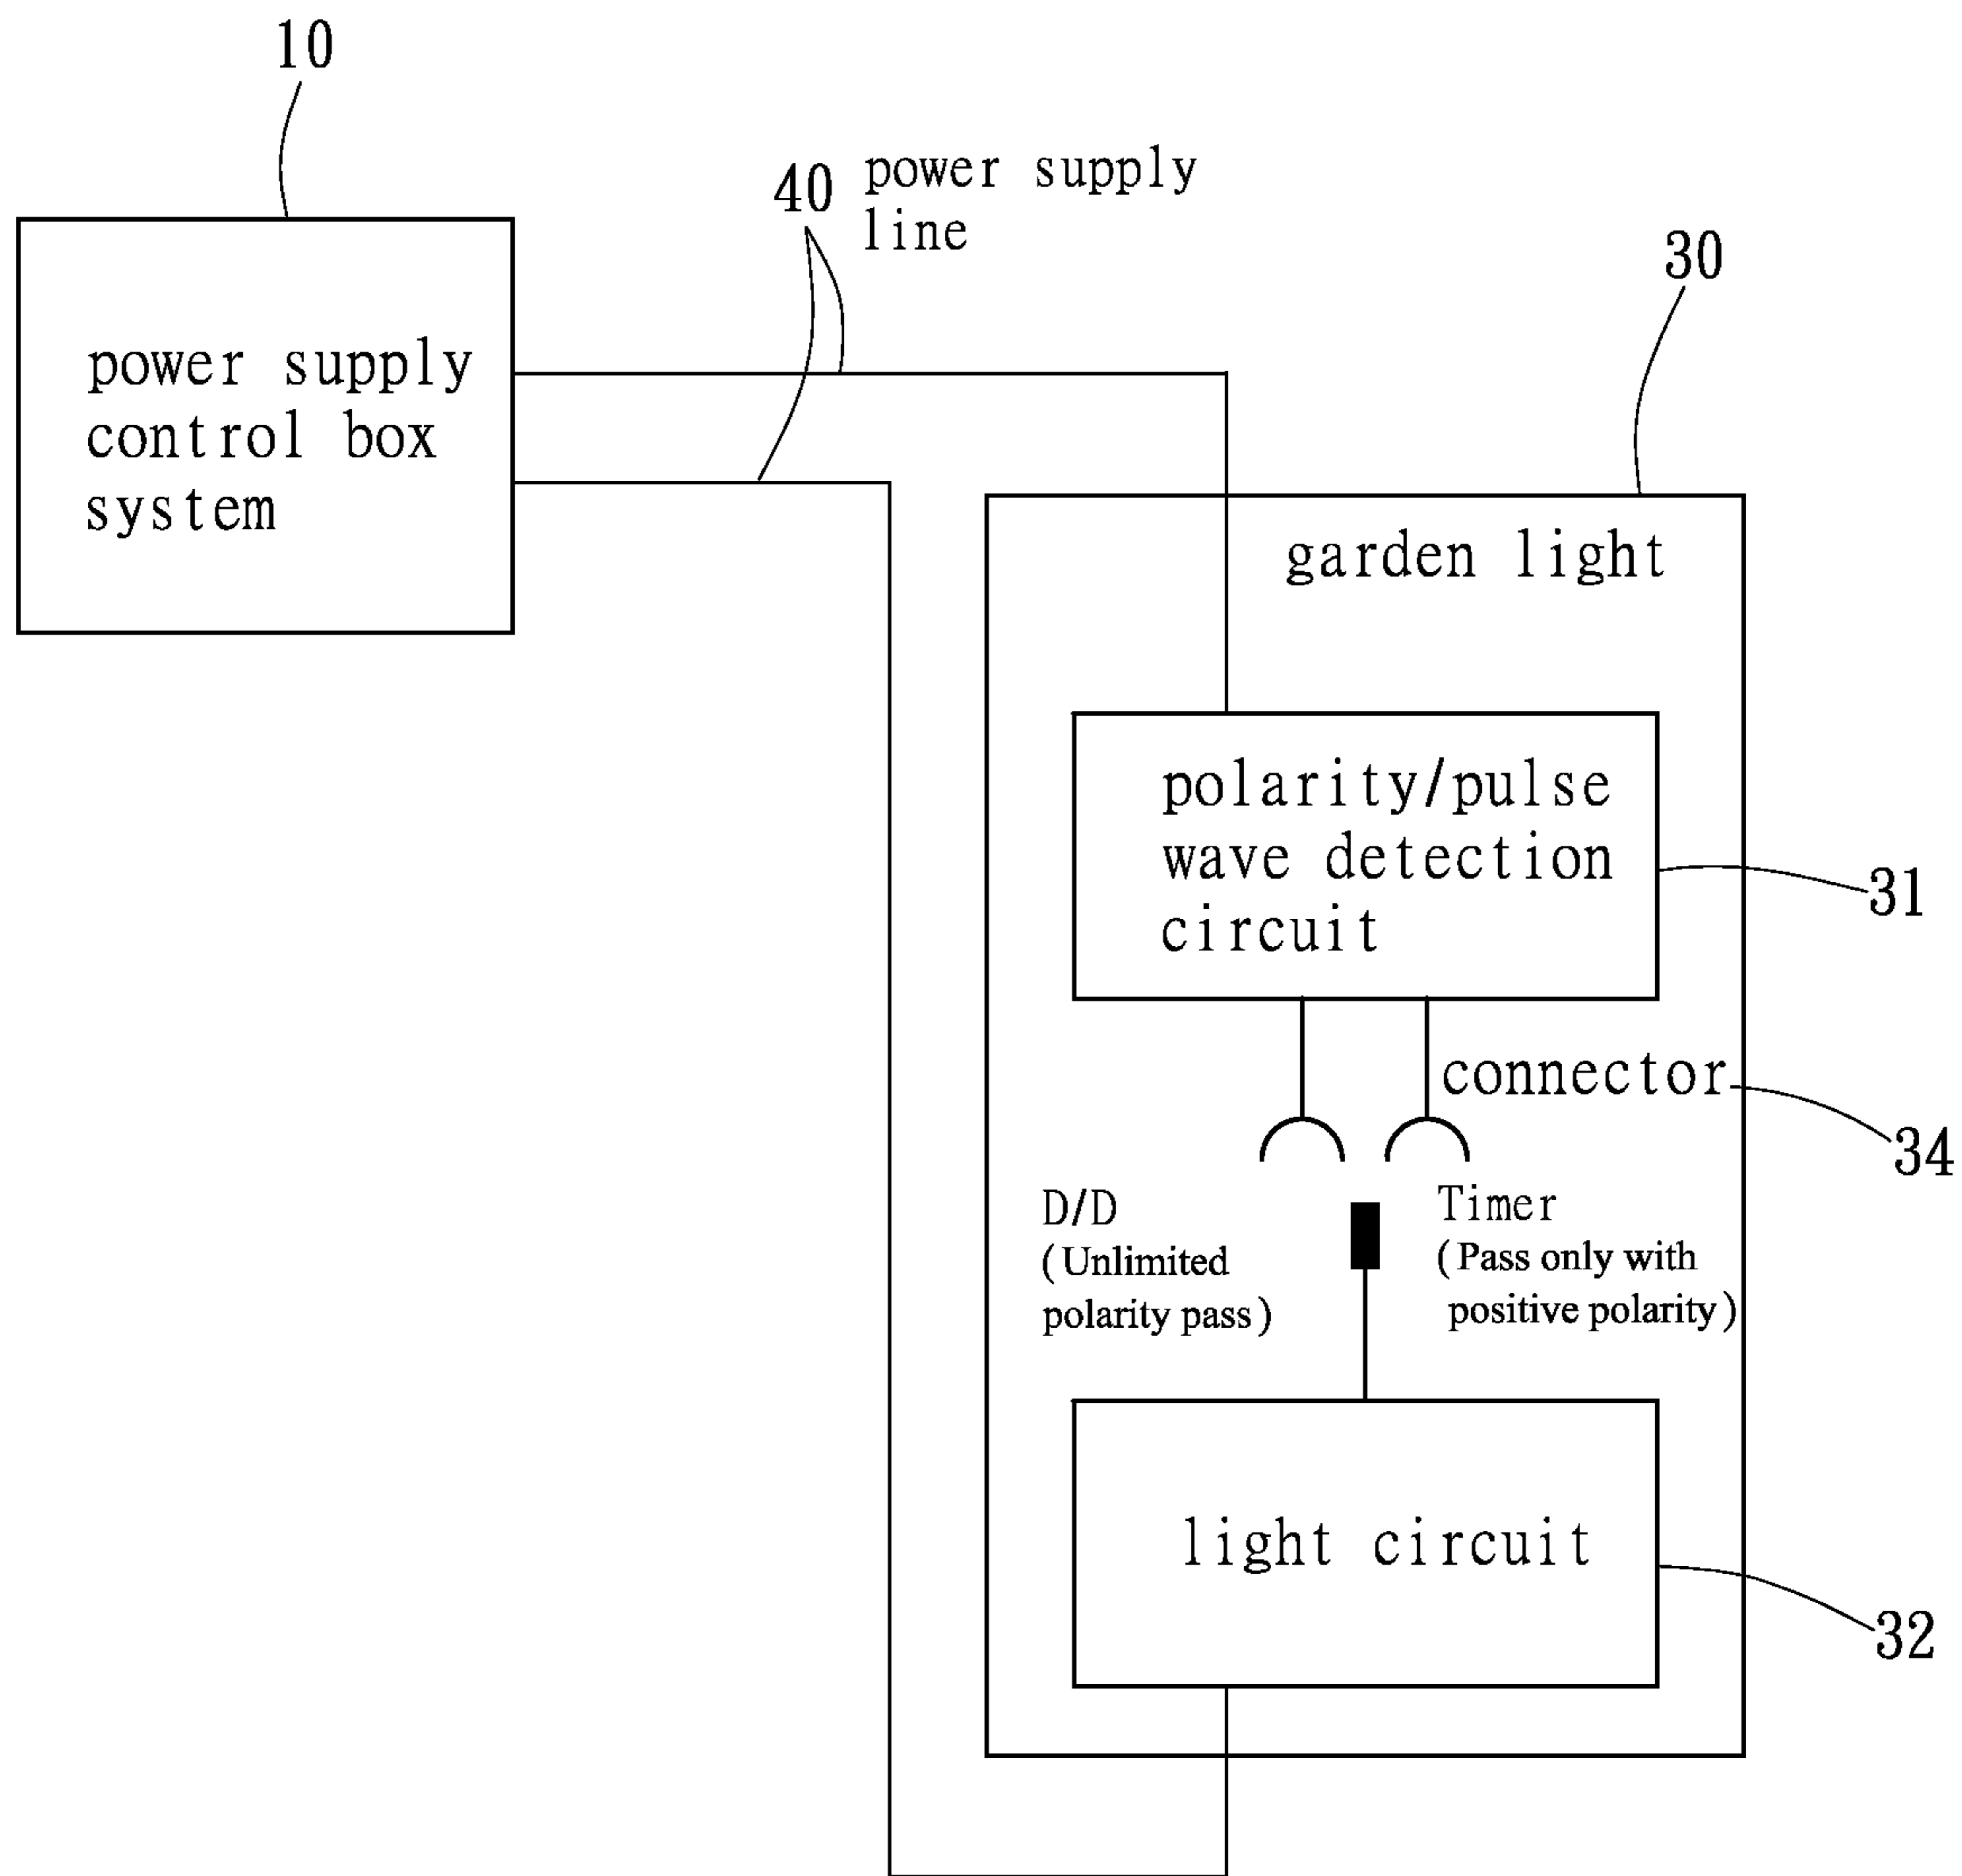 10
40 power supply
line
30
power supply
control box
system
garden light
polarity/pulse
wave detection
circuit
31
connector
34
D/D
(Unlimited
polarity pass)
Timer
(Pass only with
positive polarity)
light circuit
32